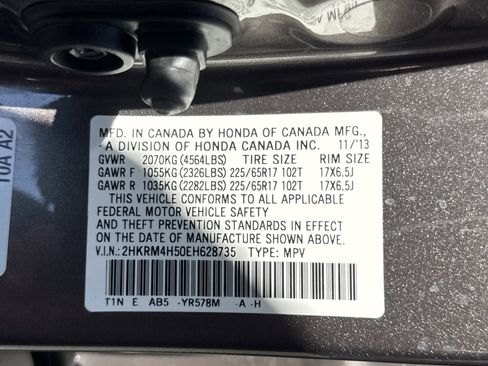 MFD. IN CANADA BY HONDA OF CANADA MFG.,
A DIVISION OF HONDA CANADA INC. 11/'13
GVWR 2070KG (4564LBS) TIRE SIZE RIM SIZE
GAWR F 1055KG (2326LBS) 225/65R17 102T 17X6.5J
GAWR R 1035KG (2282LBS) 225/65R17 102T 17X6.5J
THIS VEHICLE CONFORMS TO ALL APPLICABLE
FEDERAL MOTOR VEHICLE SAFETY
AND THEFT PREVENTION STANDARDS IN EFFECT
ON THE DATE OF MANUFACTURE SHOWN ABOVE.
V.I.N.: 2HKRM4H50EH628735 TYPE: MPV
T1N E AB5 -YR578M -A -H
10A A2